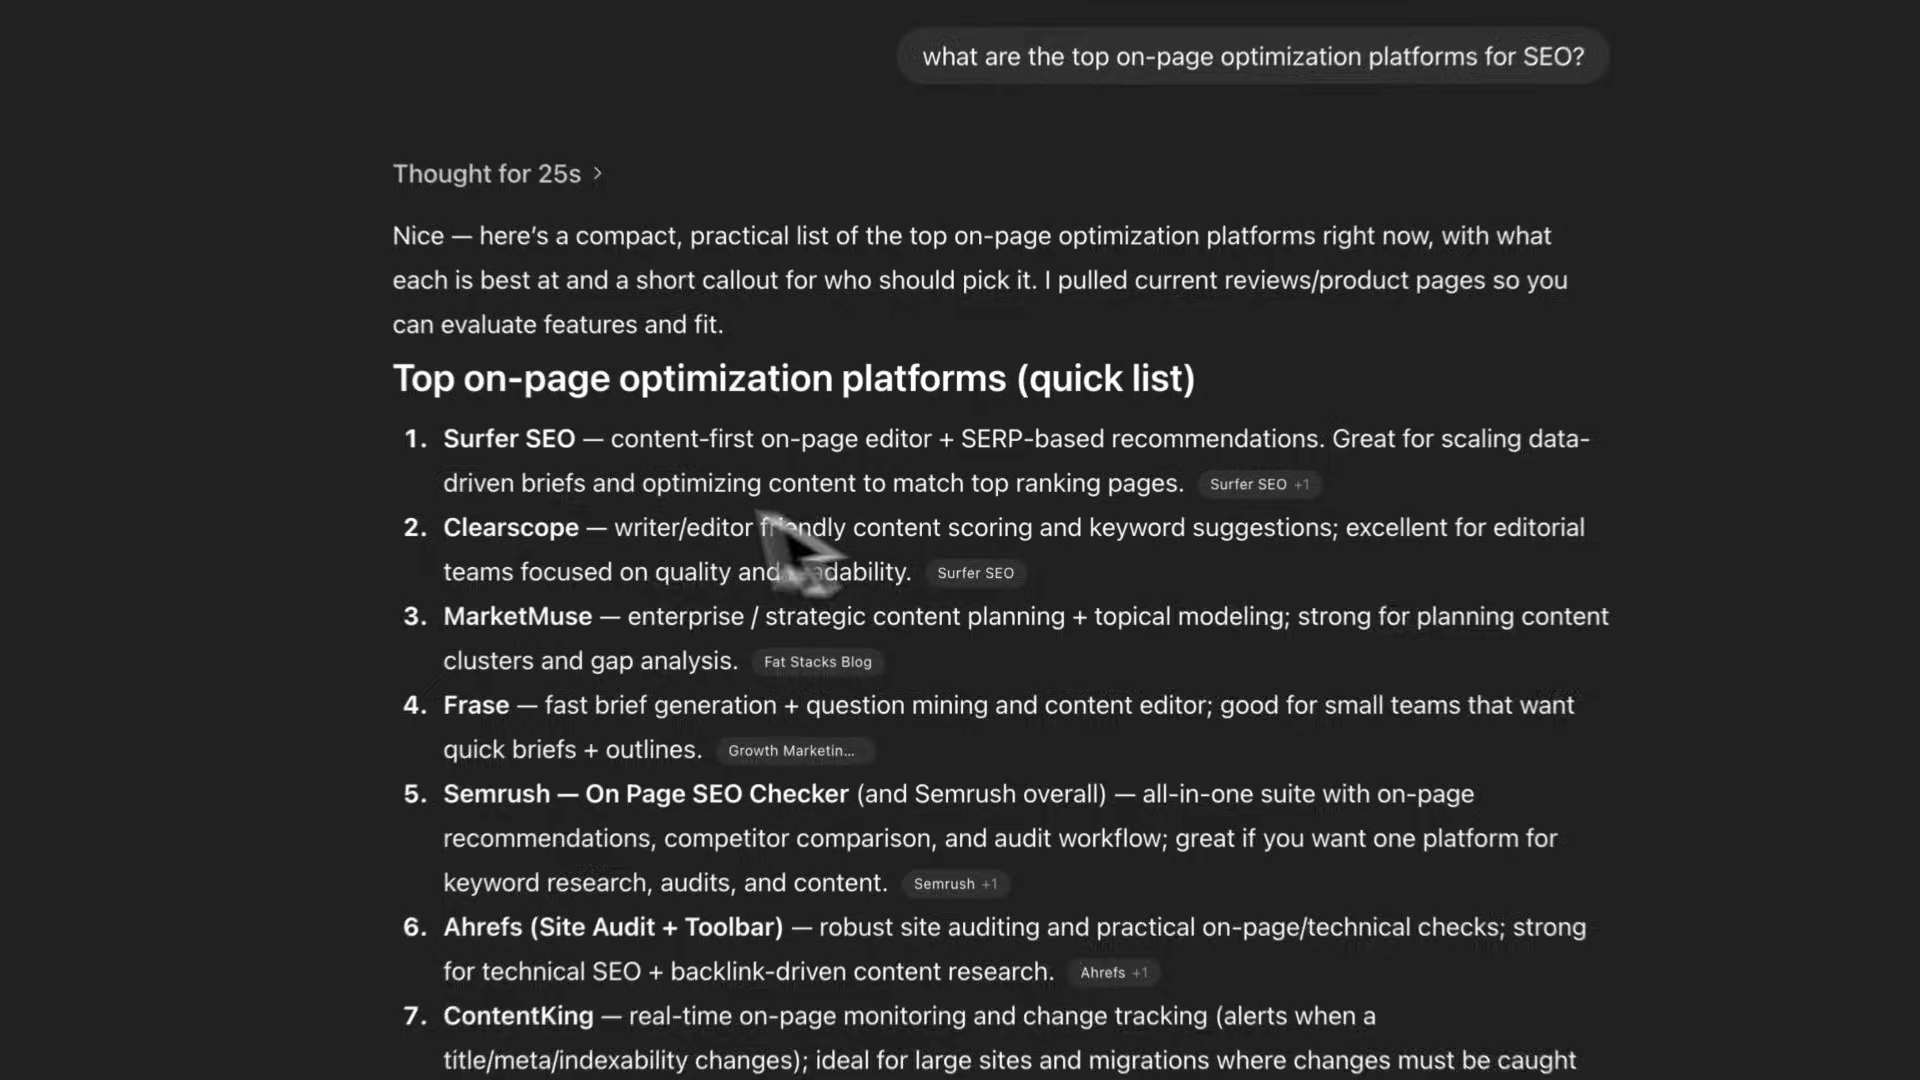 what are the top on-page optimization platforms for SEO?
Thought for 25s >
Nice — here’s a compact, practical list of the top on-page optimization platforms right now, with what
each is best at and a short callout for who should pick it. I pulled current reviews/product pages so you
can evaluate features and fit.
Top on-page optimization platforms (quick list)
1. Surfer SEO — content-first on-page editor + SERP-based recommendations. Great for scaling data-
driven briefs and optimizing content to match top ranking pages. Surfer SEO +1
2. Clearscope — writer/editor friendly content scoring and keyword suggestions; excellent for editorial
teams focused on quality and readability. Surfer SEO
3. MarketMuse — enterprise / strategic content planning + topical modeling; strong for planning content
clusters and gap analysis. Fat Stacks Blog
4. Frase — fast brief generation + question mining and content editor; good for small teams that want
quick briefs + outlines. Growth Marketin...
5. Semrush — On Page SEO Checker (and Semrush overall) — all-in-one suite with on-page
recommendations, competitor comparison, and audit workflow; great if you want one platform for
keyword research, audits, and content. Semrush +1
6. Ahrefs (Site Audit + Toolbar) — robust site auditing and practical on-page/technical checks; strong
for technical SEO + backlink-driven content research. Ahrefs +1
7. ContentKing — real-time on-page monitoring and change tracking (alerts when a
title/meta/indexability changes); ideal for large sites and migrations where changes must be caught